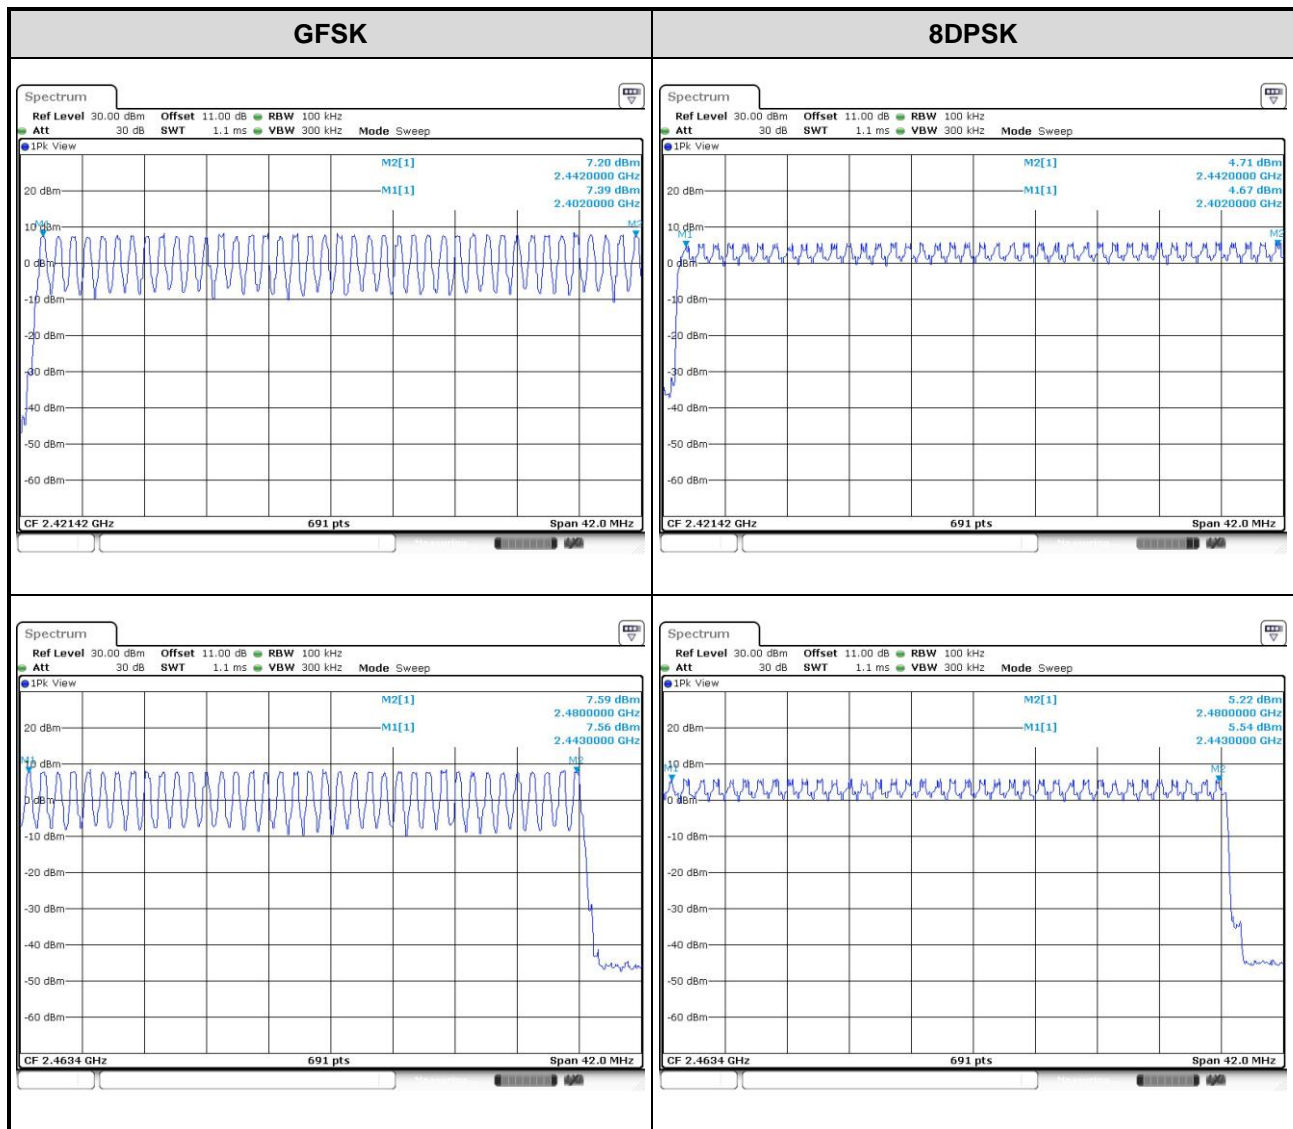 GFSK
8DPSK
Spectrum
Ref Level 30.00 dBm Offset 11.00 dB RBW 100 kHz
Att 30 dB SWT 1.1 ms VBW 300 kHz Mode Sweep
1Pk View
M2[1] 7.20 dBm
2.4420000 GHz
20 dBm
M1[1] 7.39 dBm
2.4020000 GHz
10 dBm
M1
M2
0 dBm
-10 dBm
-20 dBm
-30 dBm
-40 dBm
-50 dBm
-60 dBm
CF 2.42142 GHz 691 pts Span 42.0 MHz
Spectrum
Ref Level 30.00 dBm Offset 11.00 dB RBW 100 kHz
Att 30 dB SWT 1.1 ms VBW 300 kHz Mode Sweep
1Pk View
M2[1] 4.71 dBm
2.4420000 GHz
20 dBm
M1[1] 4.67 dBm
2.4020000 GHz
10 dBm
M1
M2
0 dBm
-10 dBm
-20 dBm
-30 dBm
-40 dBm
-50 dBm
-60 dBm
CF 2.42142 GHz 691 pts Span 42.0 MHz
Spectrum
Ref Level 30.00 dBm Offset 11.00 dB RBW 100 kHz
Att 30 dB SWT 1.1 ms VBW 300 kHz Mode Sweep
1Pk View
M2[1] 7.59 dBm
2.4800000 GHz
20 dBm
M1[1] 7.56 dBm
2.4430000 GHz
M1
10 dBm
M2
0 dBm
-10 dBm
-20 dBm
-30 dBm
-40 dBm
-50 dBm
-60 dBm
CF 2.4634 GHz 691 pts Span 42.0 MHz
Spectrum
Ref Level 30.00 dBm Offset 11.00 dB RBW 100 kHz
Att 30 dB SWT 1.1 ms VBW 300 kHz Mode Sweep
1Pk View
M2[1] 5.22 dBm
2.4800000 GHz
20 dBm
M1[1] 5.54 dBm
2.4430000 GHz
10 dBm
M1
M2
0 dBm
-10 dBm
-20 dBm
-30 dBm
-40 dBm
-50 dBm
-60 dBm
CF 2.4634 GHz 691 pts Span 42.0 MHz